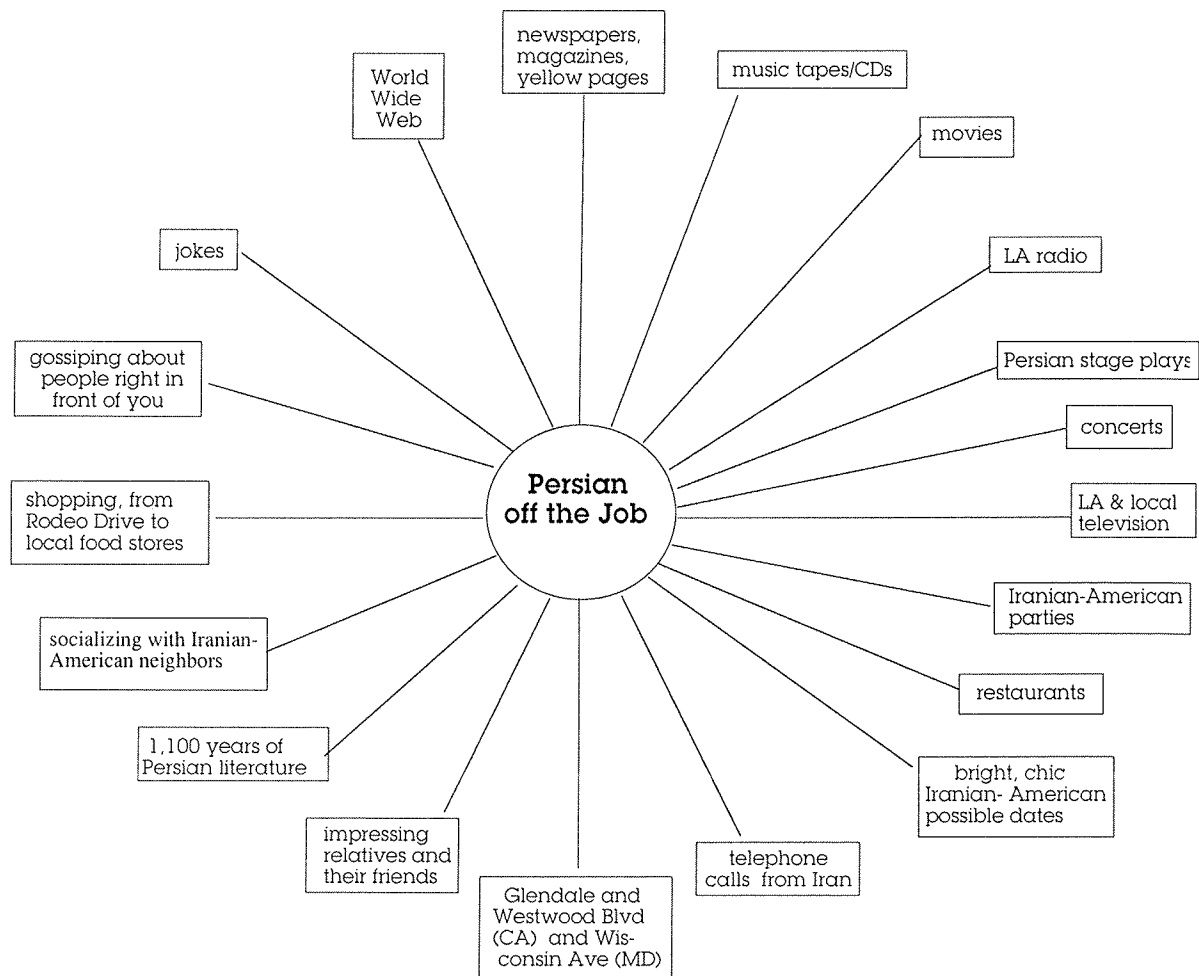 newspapers,
magazines,
yellow pages
music tapes/CDs
movies
LA radio
Persian stage plays
concerts
LA & local
television
Iranian-American
parties
restaurants
bright, chic
Iranian- American
possible dates
telephone
calls from Iran
Glendale and
Westwood Blvd
(CA) and Wis-
consin Ave (MD)
impressing
relatives and
their friends
1,100 years of
Persian literature
socializing with Iranian-
American neighbors
shopping, from
Rodeo Drive to
local food stores
gossiping about
people right in
front of you
jokes
World
Wide
Web
Persian
off the Job